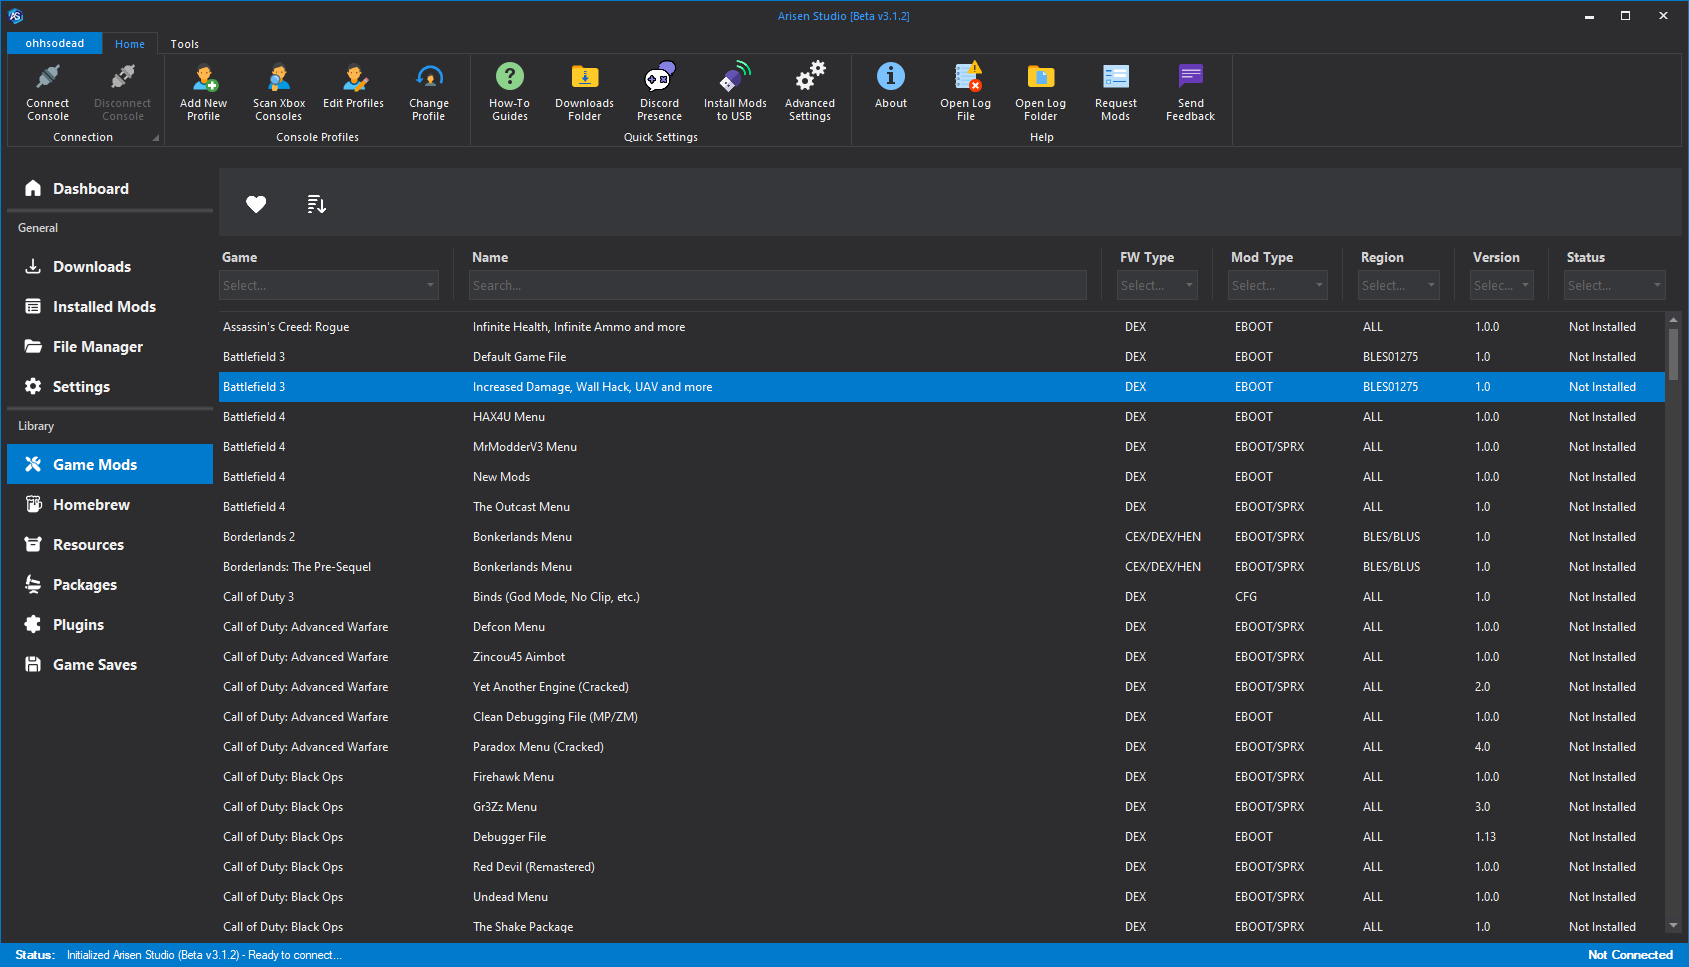 Arisen Studio [Beta v3.1.2]
ohhsodead Home Tools
Connect Console
Disconnect Console
Connection
Add New Profile
Scan Xbox Consoles
Edit Profiles
Change Profile
Console Profiles
How-To Guides
Downloads Folder
Discord Presence
Install Mods to USB
Advanced Settings
Quick Settings
About
Open Log File
Open Log Folder
Request Mods
Send Feedback
Help
Dashboard
General
Downloads
Installed Mods
File Manager
Settings
Library
Game Mods
Homebrew
Resources
Packages
Plugins
Game Saves
Game Name FW Type Mod Type Region Version Status
Select... Search... Select... Select... Select... Selec... Select...
Assassin's Creed: Rogue Infinite Health, Infinite Ammo and more DEX EBOOT ALL 1.0.0 Not Installed
Battlefield 3 Default Game File DEX EBOOT BLES01275 1.0 Not Installed
Battlefield 3 Increased Damage, Wall Hack, UAV and more DEX EBOOT BLES01275 1.0 Not Installed
Battlefield 4 HAX4U Menu DEX EBOOT ALL 1.0.0 Not Installed
Battlefield 4 MrModderV3 Menu DEX EBOOT/SPRX ALL 1.0.0 Not Installed
Battlefield 4 New Mods DEX EBOOT ALL 1.0.0 Not Installed
Battlefield 4 The Outcast Menu DEX EBOOT/SPRX ALL 1.0 Not Installed
Borderlands 2 Bonkerlands Menu CEX/DEX/HEN EBOOT/SPRX BLES/BLUS 1.0 Not Installed
Borderlands: The Pre-Sequel Bonkerlands Menu CEX/DEX/HEN EBOOT/SPRX BLES/BLUS 1.0 Not Installed
Call of Duty 3 Binds (God Mode, No Clip, etc.) DEX CFG ALL 1.0 Not Installed
Call of Duty: Advanced Warfare Defcon Menu DEX EBOOT/SPRX ALL 1.0.0 Not Installed
Call of Duty: Advanced Warfare Zincou45 Aimbot DEX EBOOT/SPRX ALL 1.0.0 Not Installed
Call of Duty: Advanced Warfare Yet Another Engine (Cracked) DEX EBOOT/SPRX ALL 2.0 Not Installed
Call of Duty: Advanced Warfare Clean Debugging File (MP/ZM) DEX EBOOT ALL 1.0.0 Not Installed
Call of Duty: Advanced Warfare Paradox Menu (Cracked) DEX EBOOT/SPRX ALL 4.0 Not Installed
Call of Duty: Black Ops Firehawk Menu DEX EBOOT/SPRX ALL 1.0.0 Not Installed
Call of Duty: Black Ops Gr3Zz Menu DEX EBOOT/SPRX ALL 3.0 Not Installed
Call of Duty: Black Ops Debugger File DEX EBOOT ALL 1.13 Not Installed
Call of Duty: Black Ops Red Devil (Remastered) DEX EBOOT/SPRX ALL 1.0.0 Not Installed
Call of Duty: Black Ops Undead Menu DEX EBOOT/SPRX ALL 1.0.0 Not Installed
Call of Duty: Black Ops The Shake Package DEX EBOOT/SPRX ALL 1.0 Not Installed
Status: Initialized Arisen Studio (Beta v3.1.2) - Ready to connect... Not Connected